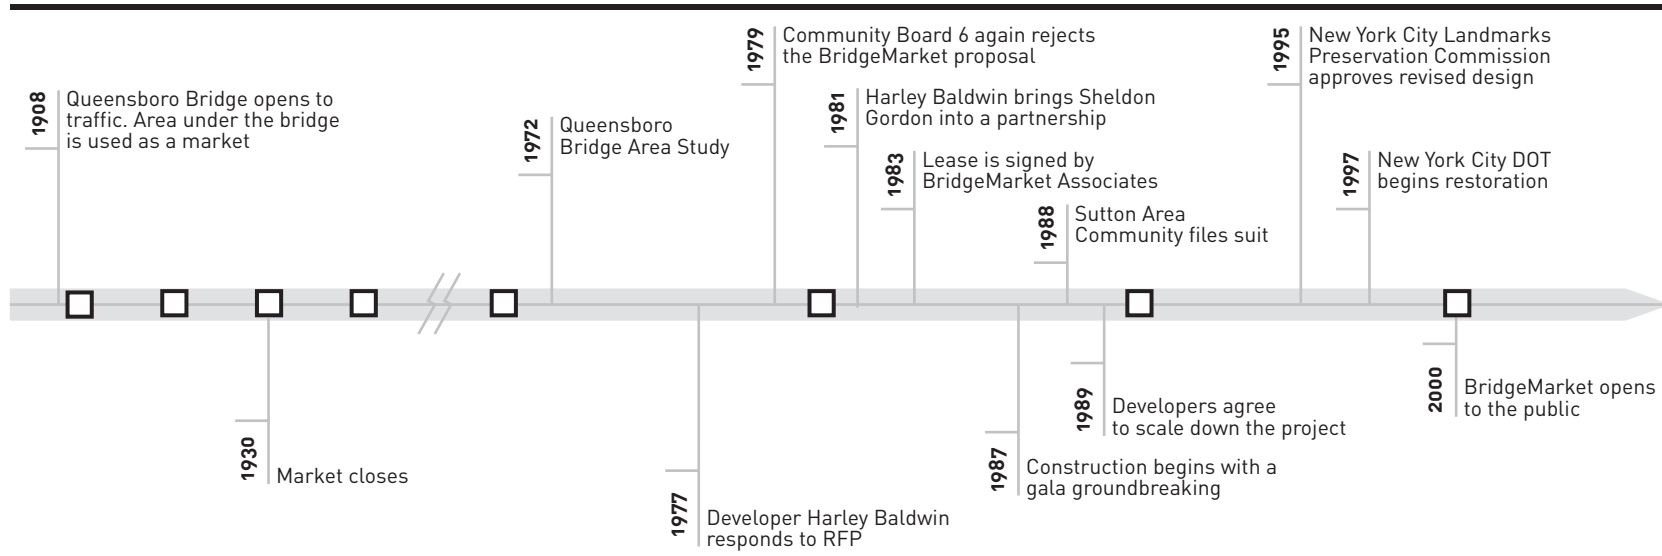 1908
Queensboro Bridge opens to
traffic. Area under the bridge
is used as a market
1930
Market closes
1972
Queensboro
Bridge Area Study
1977
Developer Harley Baldwin
responds to RFP
1979
Community Board 6 again rejects
the BridgeMarket proposal
1981
Harley Baldwin brings Sheldon
Gordon into a partnership
1983
Lease is signed by
BridgeMarket Associates
1987
Construction begins with a
gala groundbreaking
1988
Sutton Area
Community files suit
1989
Developers agree
to scale down the project
1995
New York City Landmarks
Preservation Commission
approves revised design
1997
New York City DOT
begins restoration
2000
BridgeMarket opens
to the public